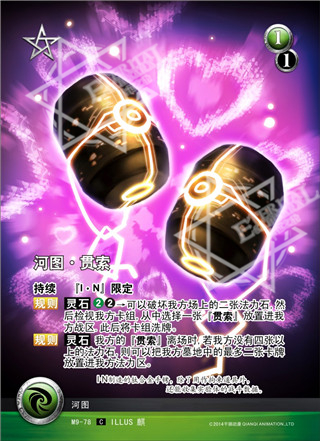 1
1
河图·贯索
持续 『I·N』限定
规则 灵石 2 2→可以破坏我方场上的二张法力石,然
后检视我方卡组,从中选择一张『贯索』放置进我
方战区,此后将卡组洗牌。
规则 灵石 我方的『贯索』离场时,若我方没有四张以
上的法力石,则可以把我方墓地中的最多二张卡牌
放置进我方法力区。
河图
M9-78 C ILLUS 麒
©2014千骐动漫 QIANQI ANIMATION.,LTD